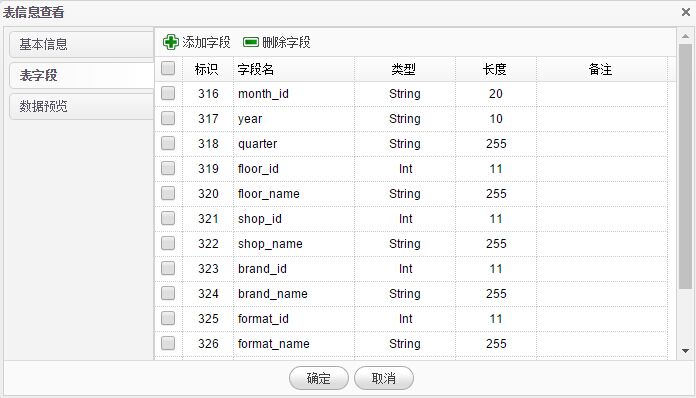 表信息查看
基本信息
表字段
数据预览
添加字段 删除字段
标识 字段名 类型 长度 备注
316 month_id String 20
317 year String 10
318 quarter String 255
319 floor_id Int 11
320 floor_name String 255
321 shop_id Int 11
322 shop_name String 255
323 brand_id Int 11
324 brand_name String 255
325 format_id Int 11
326 format_name String 255
确定 取消